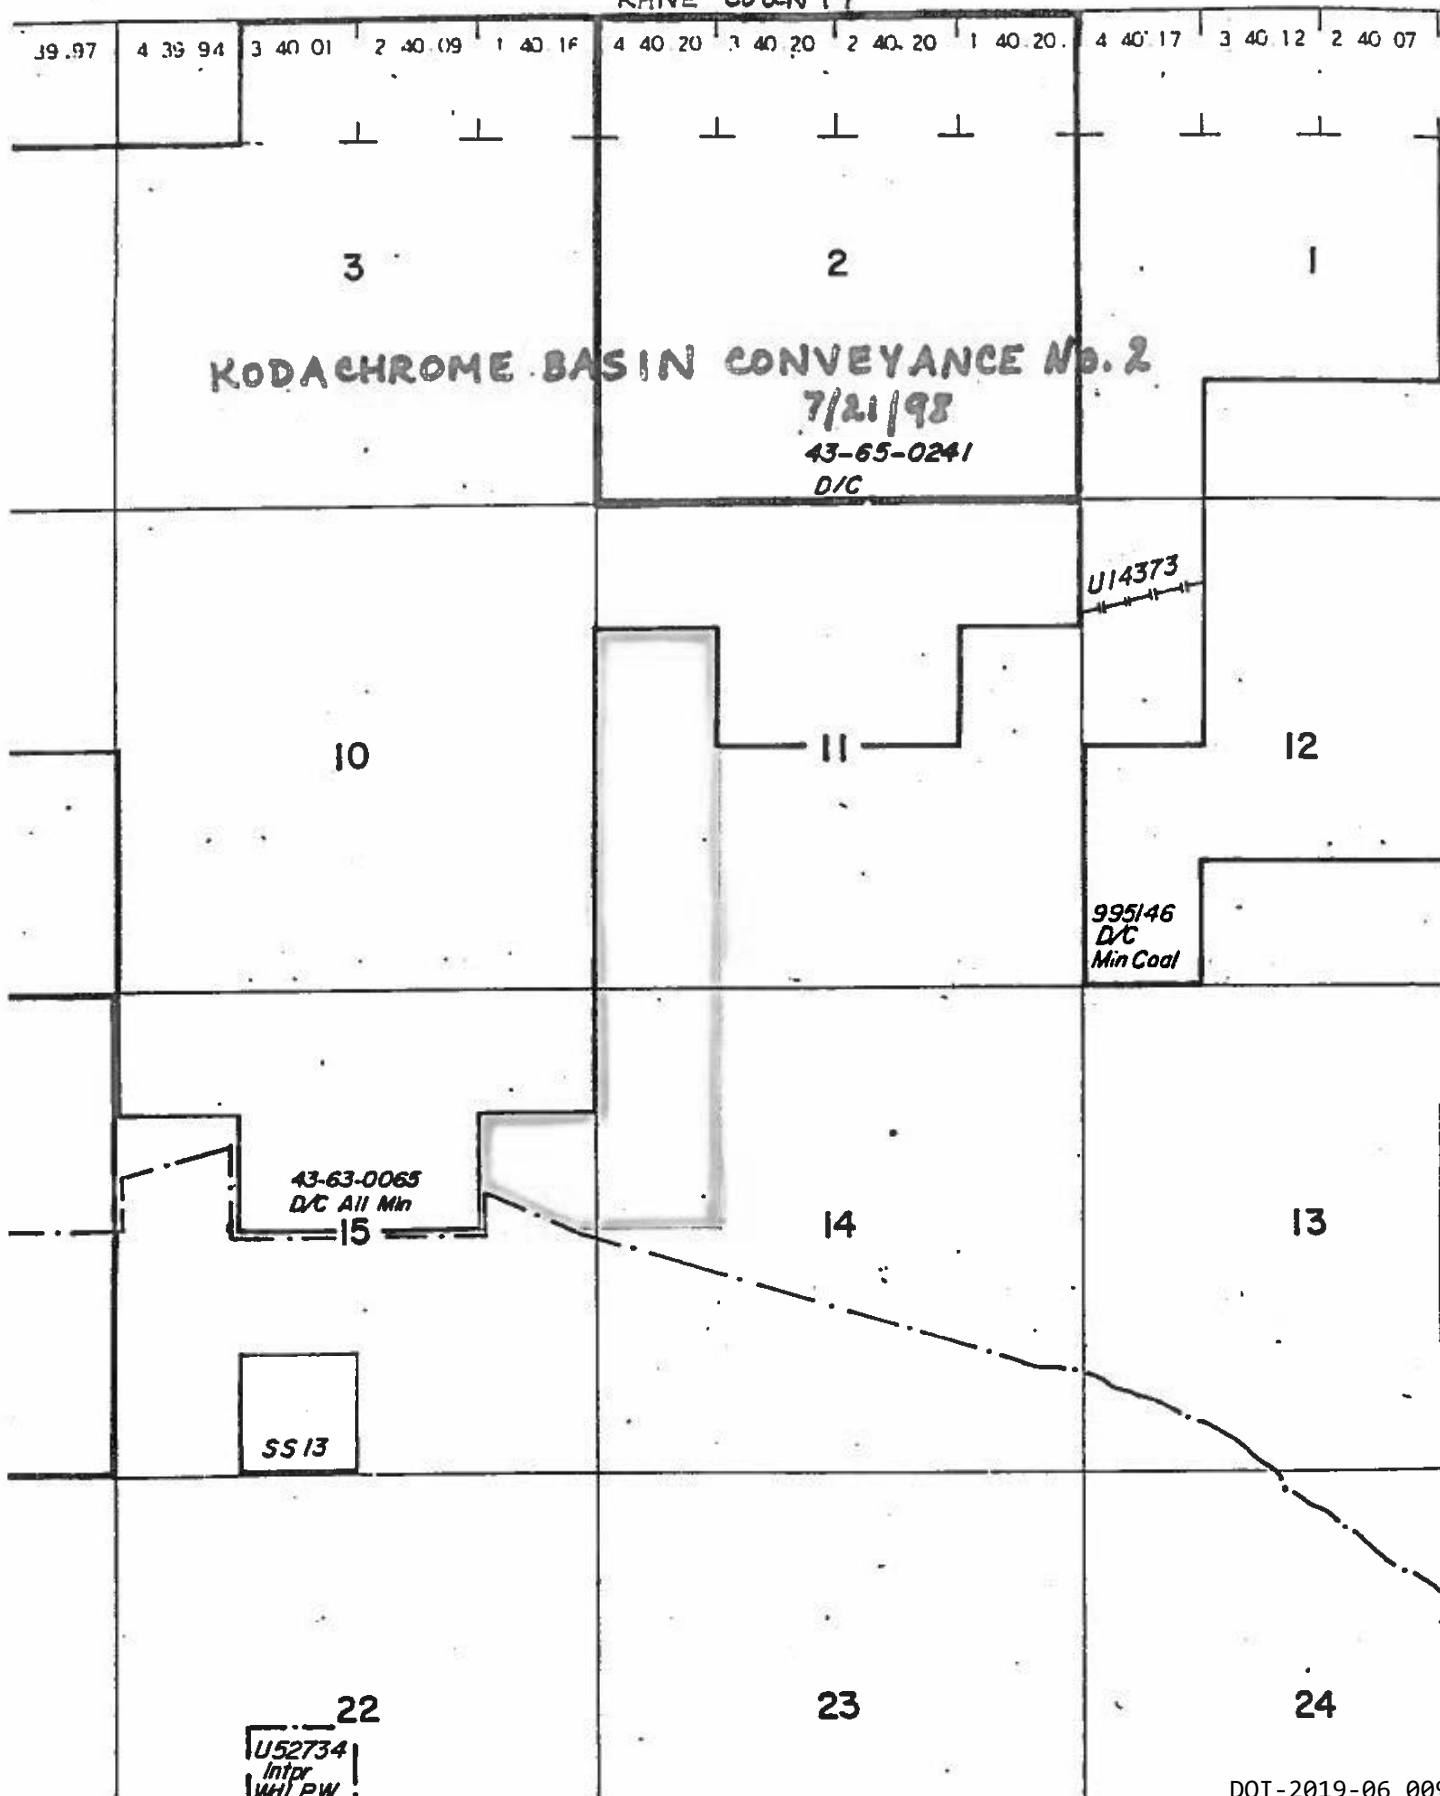 KANE COUNTY
39.97 4 39 94 3 40 01 2 40.09 1 40.16 4 40.20 3 40.20 2 40.20 1 40.20. 4 40.17 3 40.12 2 40 07
3 2 1
KODACHROME BASIN CONVEYANCE No. 2
7/21/98
43-65-0241
D/C
U14373
10 11 12
995146
D/C
Min Coal
43-63-0065
D/C All Min
15 14 13
SS 13
22 23 24
U52734
Intpr
Wdl PW
DOI-2019-06